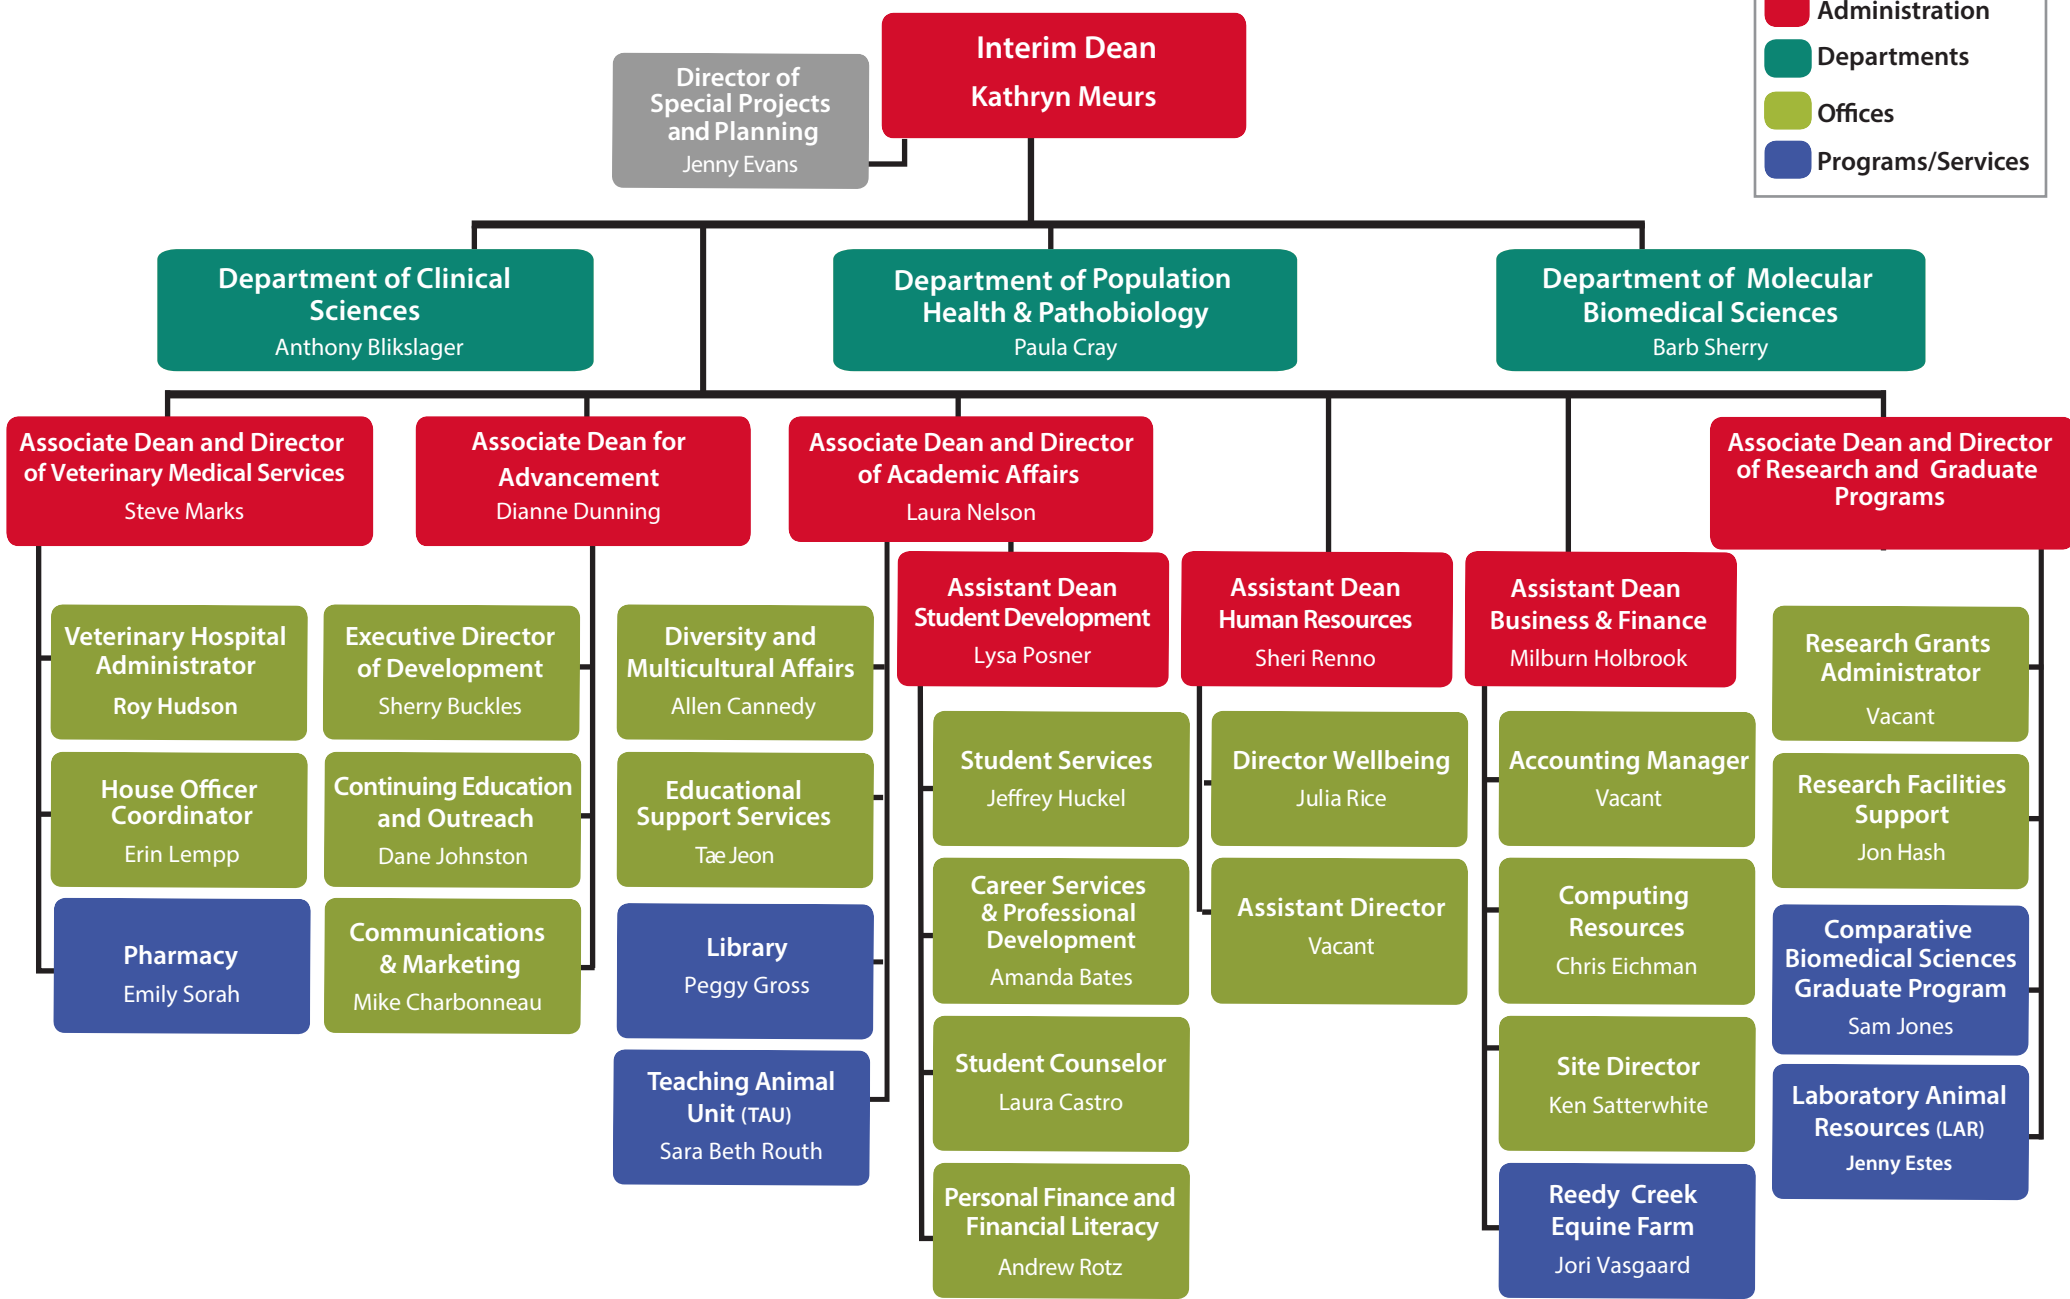 Administration
Departments
Offices
Programs/Services
Interim Dean
Kathryn Meurs
Director of
Special Projects
and Planning
Jenny Evans
Department of Clinical
Sciences
Anthony Blikslager
Department of Population
Health & Pathobiology
Paula Cray
Department of Molecular
Biomedical Sciences
Barb Sherry
Associate Dean and Director
of Veterinary Medical Services
Steve Marks
Associate Dean for
Advancement
Dianne Dunning
Associate Dean and Director
of Academic Affairs
Laura Nelson
Associate Dean and Director
of Research and Graduate
Programs
Assistant Dean
Student Development
Lysa Posner
Assistant Dean
Human Resources
Sheri Renno
Assistant Dean
Business & Finance
Milburn Holbrook
Veterinary Hospital
Administrator
Roy Hudson
House Officer
Coordinator
Erin Lempp
Pharmacy
Emily Sorah
Executive Director
of Development
Sherry Buckles
Continuing Education
and Outreach
Dane Johnston
Communications
& Marketing
Mike Charbonneau
Diversity and
Multicultural Affairs
Allen Cannedy
Educational
Support Services
Tae Jeon
Library
Peggy Gross
Teaching Animal
Unit (TAU)
Sara Beth Routh
Student Services
Jeffrey Huckel
Career Services
& Professional
Development
Amanda Bates
Student Counselor
Laura Castro
Personal Finance and
Financial Literacy
Andrew Rotz
Director Wellbeing
Julia Rice
Assistant Director
Vacant
Accounting Manager
Vacant
Computing
Resources
Chris Eichman
Site Director
Ken Satterwhite
Reedy Creek
Equine Farm
Jori Vasgaard
Research Grants
Administrator
Vacant
Research Facilities
Support
Jon Hash
Comparative
Biomedical Sciences
Graduate Program
Sam Jones
Laboratory Animal
Resources (LAR)
Jenny Estes